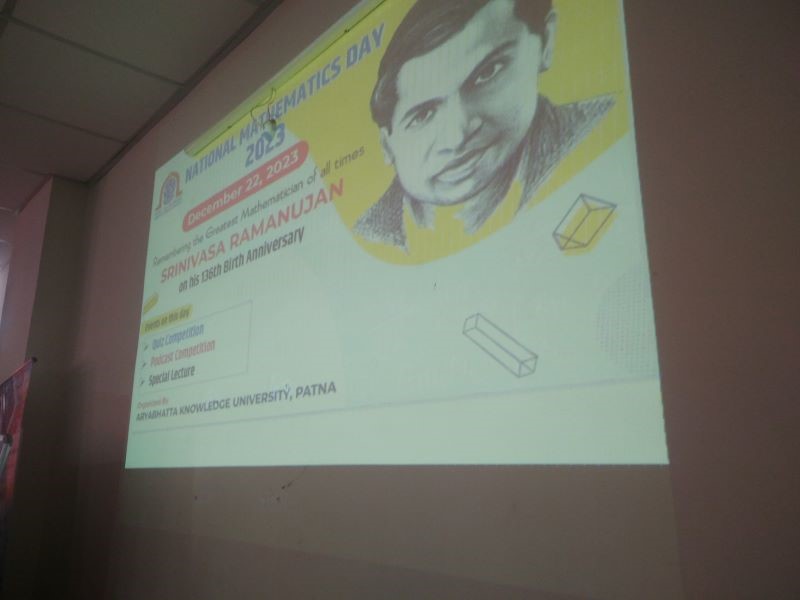 NATIONAL MATHEMATICS DAY
2023
December 22, 2023
Remembering the Greatest Mathematician of all times
SRINIVASA RAMANUJAN
on his 136th Birth Anniversary
Events on this day
Quiz Competition
Podcast Competition
Special Lecture
Organized By
ARYABHATTA KNOWLEDGE UNIVERSITY, PATNA